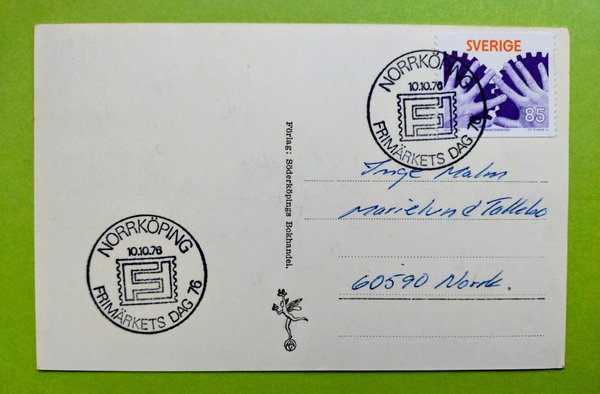 SVERIGE
85
NORRKÖPING
10.10.76
FRIMÄRKETS DAG 76
Förlag: Söderköpings Bokhandel.
Inge Malm
Marielund Tallebo
60590 Norrk.
NORRKÖPING
10.10.76
FRIMÄRKETS DAG 76